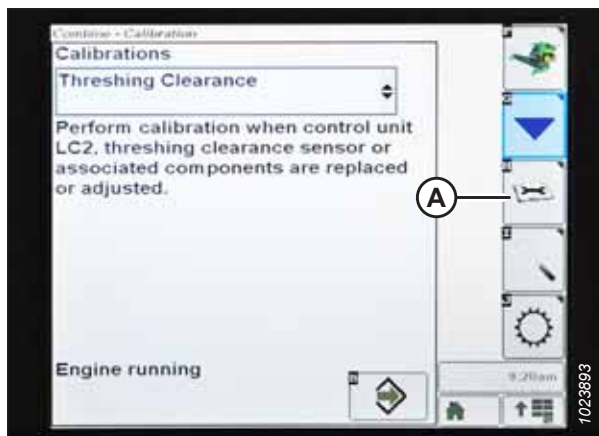 Combine - Calibration
Calibrations
Threshing Clearance
Perform calibration when control unit
LC2, threshing clearance sensor or
associated components are replaced
or adjusted.
A
Engine running
9:20am
1023893